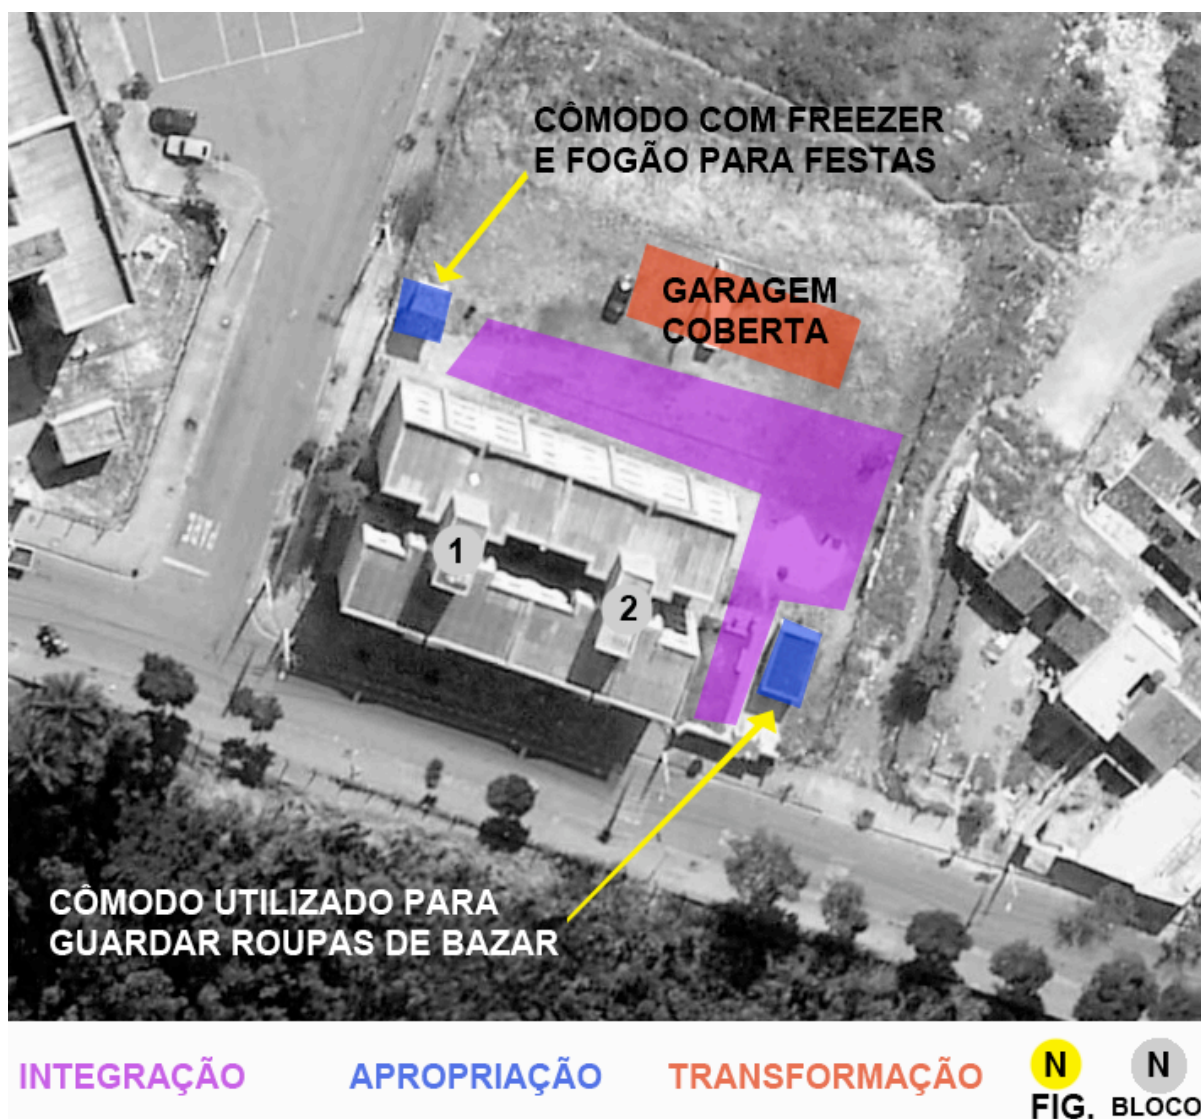 CÔMODO COM FREEZER
E FOGÃO PARA FESTAS
GARAGEM
COBERTA
1
2
CÔMODO UTILIZADO PARA
GUARDAR ROUPAS DE BAZAR
INTEGRAÇÃO
APROPRIAÇÃO
TRANSFORMAÇÃO
N
FIG.
N
BLOCO